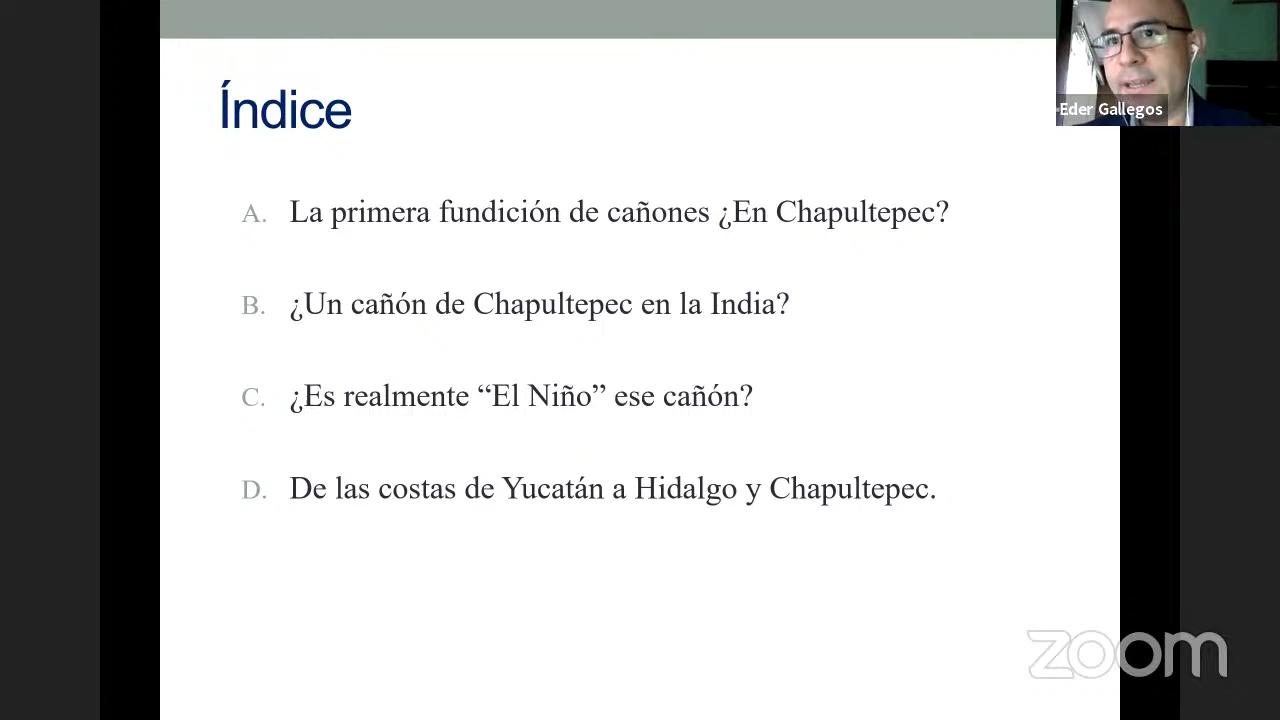 Índice
Eder Gallegos
A. La primera fundición de cañones ¿En Chapultepec?
B. ¿Un cañón de Chapultepec en la India?
C. ¿Es realmente “El Niño” ese cañón?
D. De las costas de Yucatán a Hidalgo y Chapultepec.
zoom